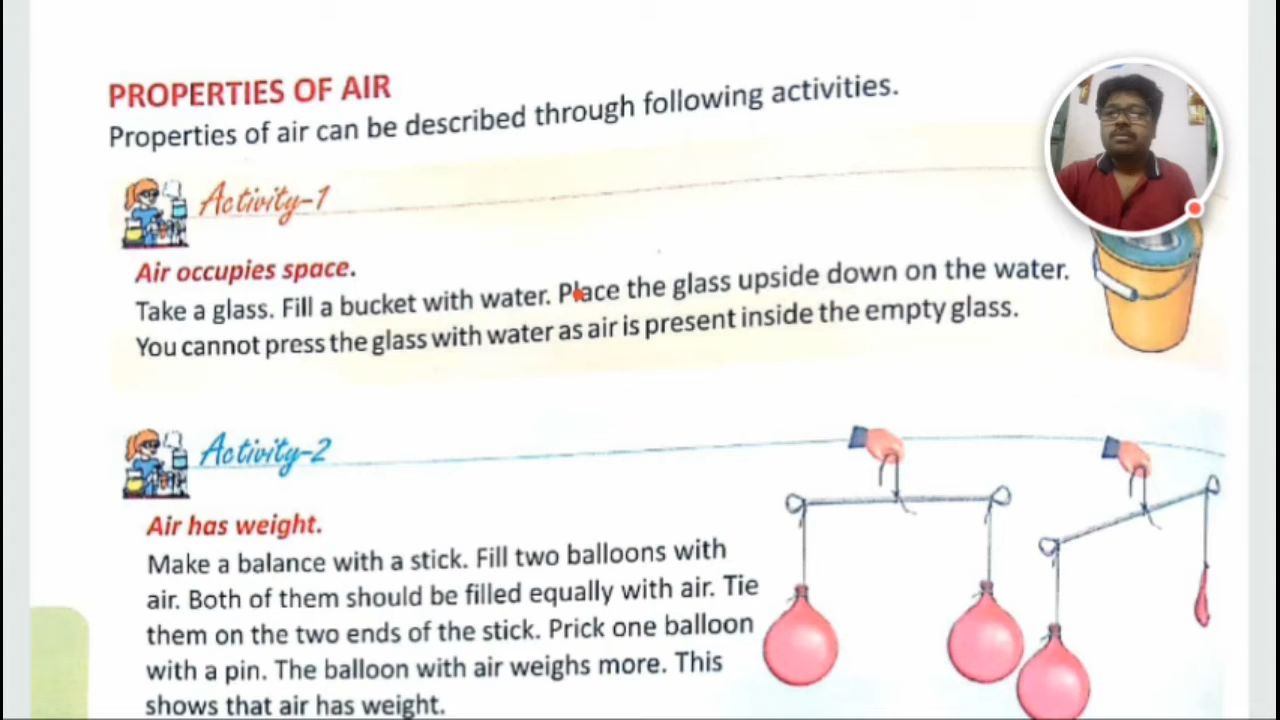 PROPERTIES OF AIR
Properties of air can be described through following activities.
Activity-1
Air occupies space.
Take a glass. Fill a bucket with water. Place the glass upside down on the water.
You cannot press the glass with water as air is present inside the empty glass.
Activity-2
Air has weight.
Make a balance with a stick. Fill two balloons with
air. Both of them should be filled equally with air. Tie
them on the two ends of the stick. Prick one balloon
with a pin. The balloon with air weighs more. This
shows that air has weight.